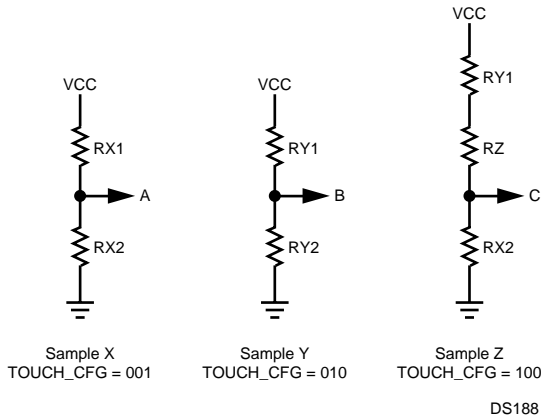 VCC
RX1
A
RX2
Sample X
TOUCH_CFG = 001
VCC
RY1
B
RY2
Sample Y
TOUCH_CFG = 010
VCC
RY1
RZ
C
RX2
Sample Z
TOUCH_CFG = 100
DS188